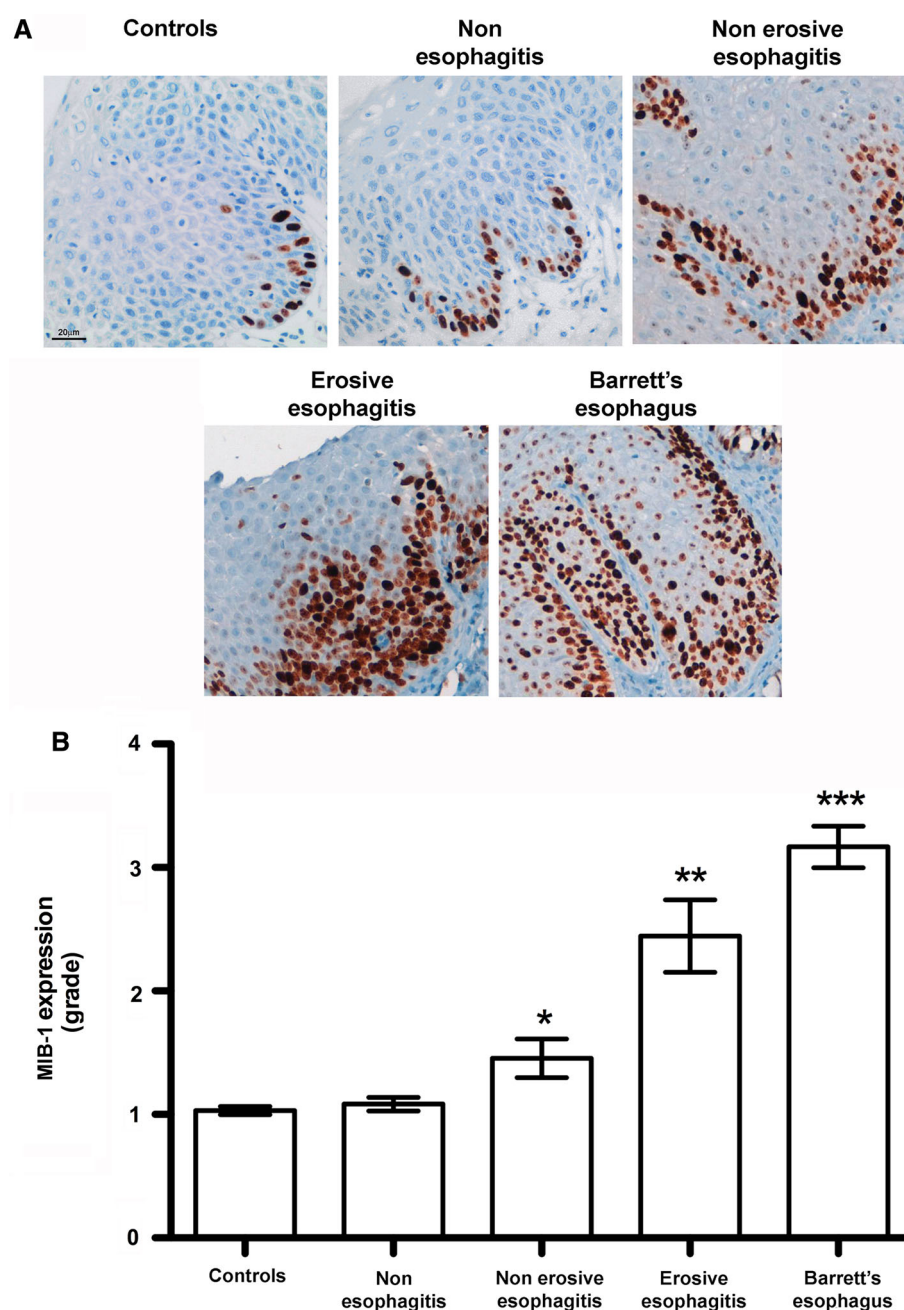 A
Controls
Non
esophagitis
Non erosive
esophagitis
20μm
Erosive
esophagitis
Barrett’s
esophagus
B
MIB-1 expression
(grade)
4
3
2
1
0
*
**
***
Controls
Non
esophagitis
Non erosive
esophagitis
Erosive
esophagitis
Barrett’s
esophagus